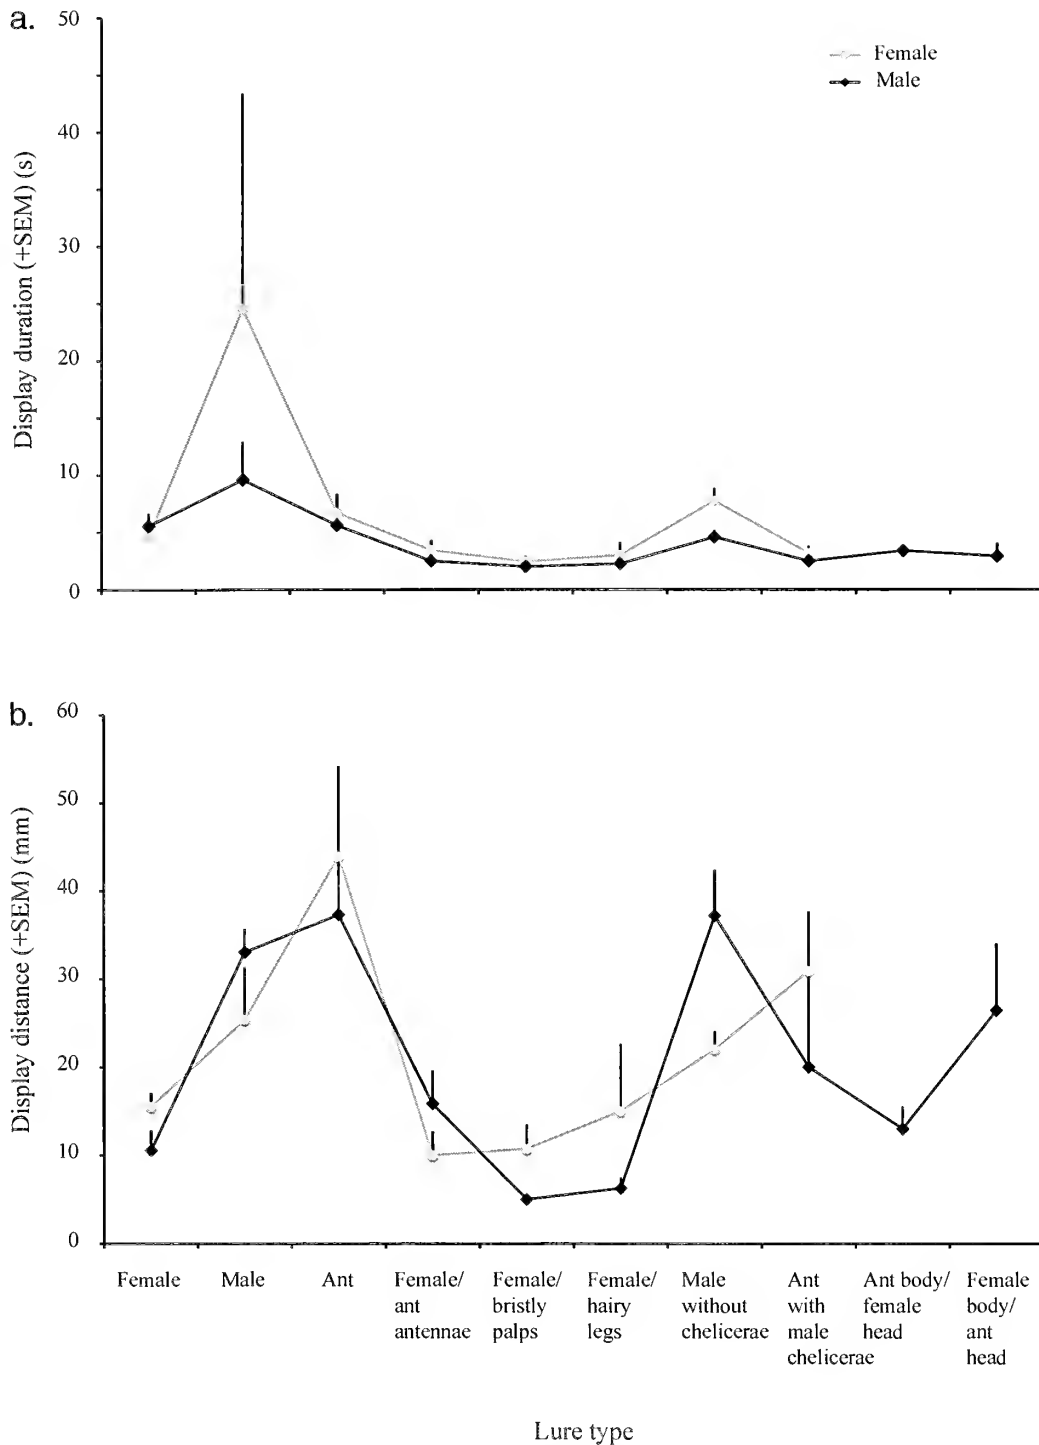 a.
50
40
30
20
10
0
Display duration (+SEM) (s)
Female
Male
b.
60
50
40
30
20
10
0
Display distance (+SEM) (mm)
Female
Male
Ant
Female/
ant
antennae
Female/
bristly
palps
Female/
hairy
legs
Male
without
chelicerae
Ant
with
male
chelicerae
Ant body/
female
head
Female
body/
ant
head
Lure type